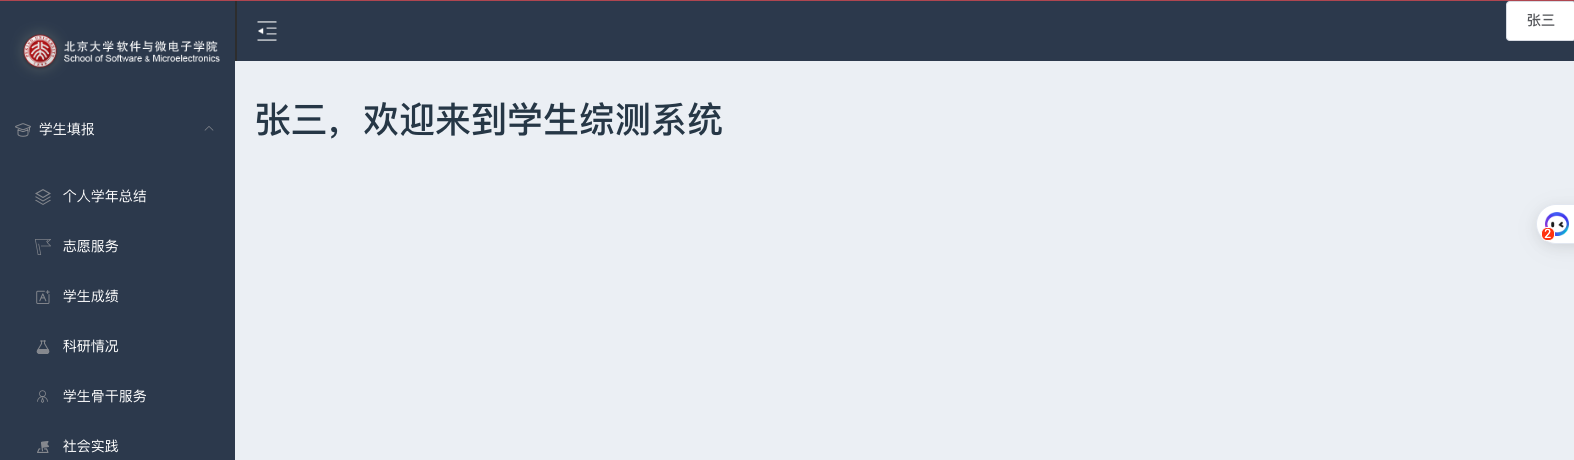 北京大学软件与微电子学院
School of Software & Microelectronics
张三
学生填报
张三，欢迎来到学生综测系统
个人学年总结
志愿服务
学生成绩
科研情况
学生骨干服务
社会实践
2